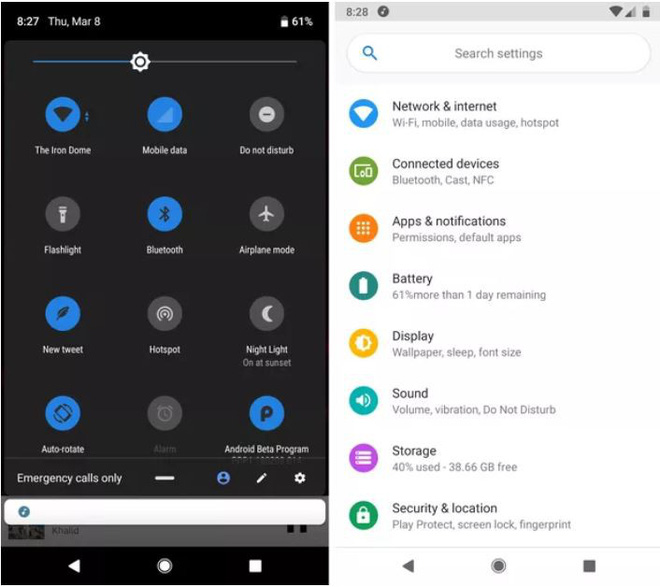 8:27 Thu, Mar 8
61%
The Iron Dome
Mobile data
Do not disturb
Flashlight
Bluetooth
Airplane mode
New tweet
Hotspot
Night Light
On at sunset
Auto-rotate
Alarm
Android Beta Program
Emergency calls only
Khalid
8:28
Search settings
Network & internet
Wi-Fi, mobile, data usage, hotspot
Connected devices
Bluetooth, Cast, NFC
Apps & notifications
Permissions, default apps
Battery
61%more than 1 day remaining
Display
Wallpaper, sleep, font size
Sound
Volume, vibration, Do Not Disturb
Storage
40% used - 38.66 GB free
Security & location
Play Protect, screen lock, fingerprint